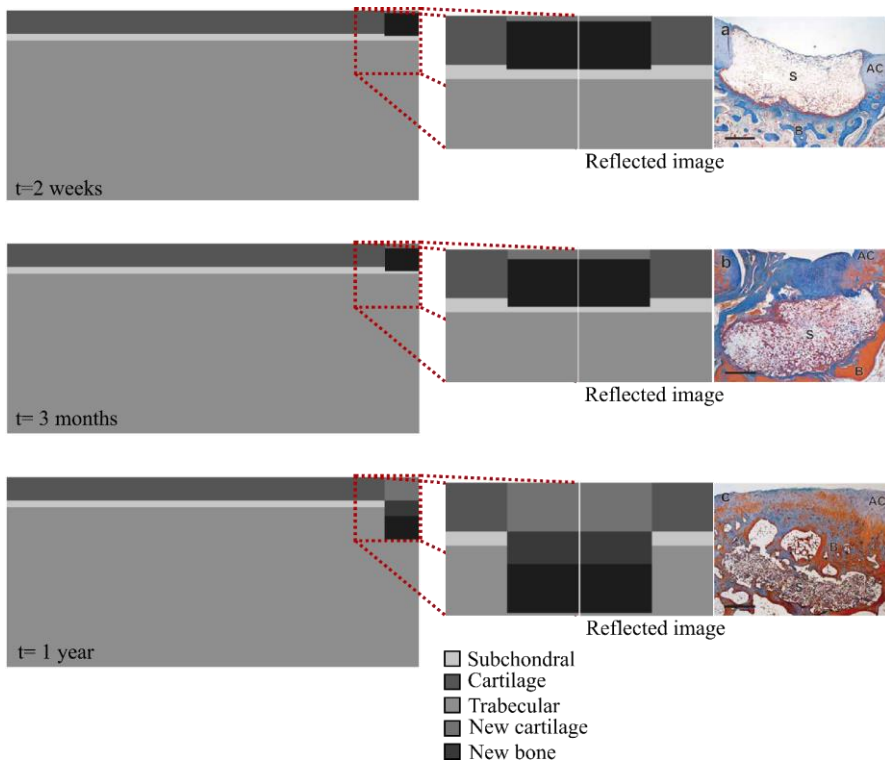 a
AC
S
B
t=2 weeks
Reflected image
b
AC
S
B
t= 3 months
Reflected image
c
AC
B
t= 1 year
Reflected image
Subchondral
Cartilage
Trabecular
New cartilage
New bone